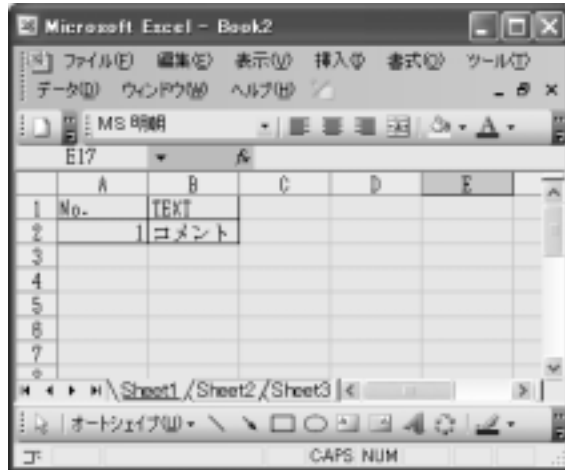 Microsoft Excel - Book2
ファイル(F) 編集(E) 表示(V) 挿入(I) 書式(O) ツール(T)
データ(D) ウィンドウ(W) ヘルプ(H)
MS 明朝
E17 fx
A B C D E
1 No. TEXT
2 1 コメント
3
4
5
6
7
8
Sheet1 Sheet2 Sheet3
オートシェイプ(U)
コマ CAPS NUM